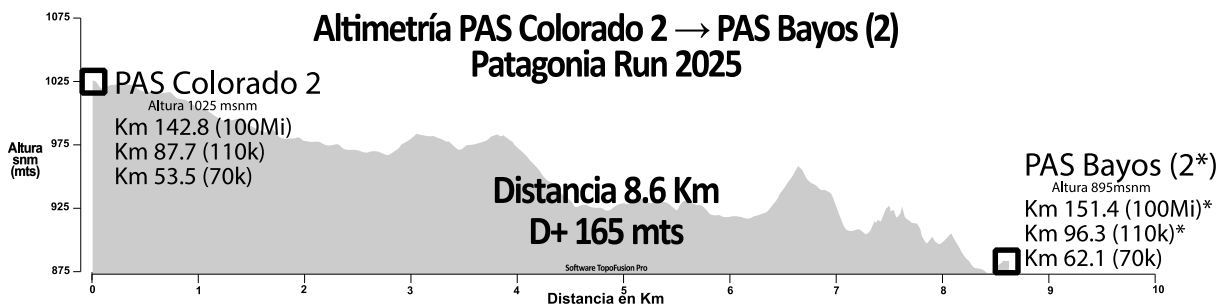 Altimetría PAS Colorado 2 → PAS Bayos (2)
Patagonia Run 2025
1075
1025
975
925
875
Altura
snm
(mts)
PAS Colorado 2
Altura 1025 msnm
Km 142.8 (100Mi)
Km 87.7 (110k)
Km 53.5 (70k)
Distancia 8.6 Km
D+ 165 mts
Software TopoFusion Pro
PAS Bayos (2*)
Altura 895msnm
Km 151.4 (100Mi)*
Km 96.3 (110k)*
Km 62.1 (70k)
0 1 2 3 4 5 6 7 8 9 10
Distancia en Km